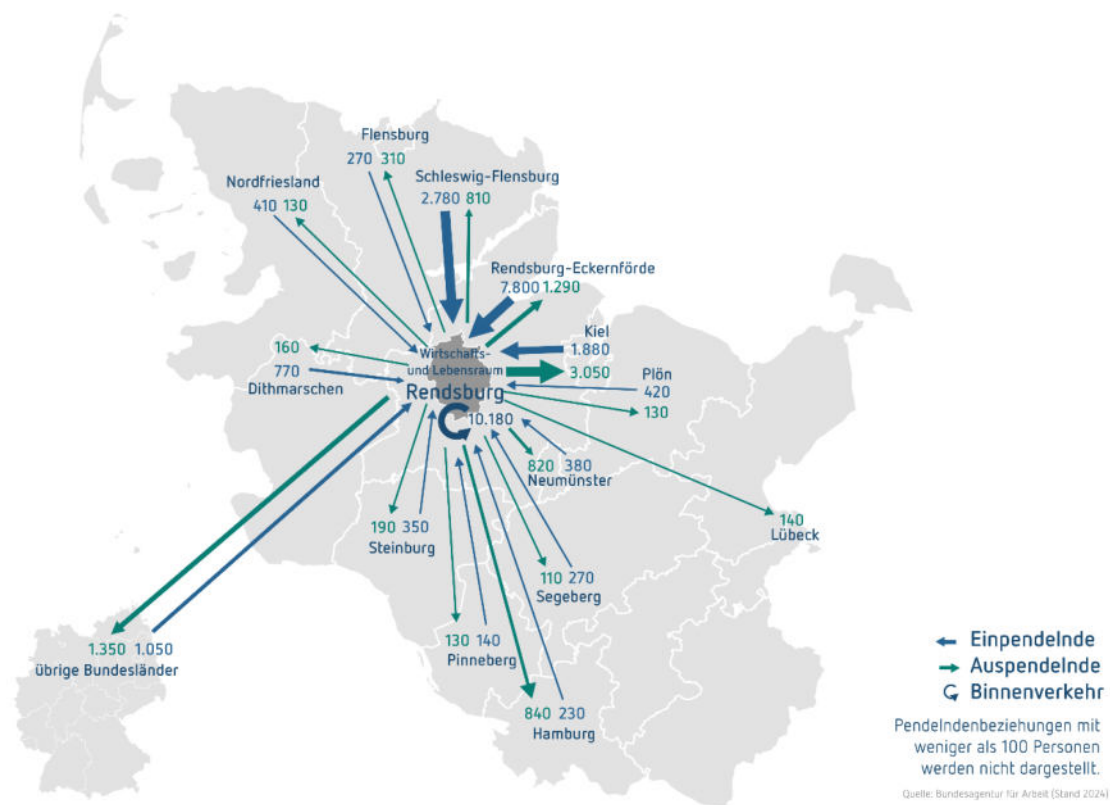 Flensburg
270 310
Schleswig-Flensburg
2.780 810
Nordfriesland
410 130
Rendsburg-Eckernförde
7.800 1.290
Kiel
1.880
3.050
Wirtschafts-
und Lebensraum
Rendsburg
10.180
160
770
Dithmarschen
Plön
420
130
820 380
Neumünster
140
Lübeck
190 350
Steinburg
110 270
Segeberg
130 140
Pinneberg
840 230
Hamburg
1.350 1.050
übrige Bundesländer
Einpendelnde
Auspendelnde
Binnenverkehr
Pendelndenbeziehungen mit
weniger als 100 Personen
werden nicht dargestellt.
Quelle: Bundesagentur für Arbeit (Stand 2024)